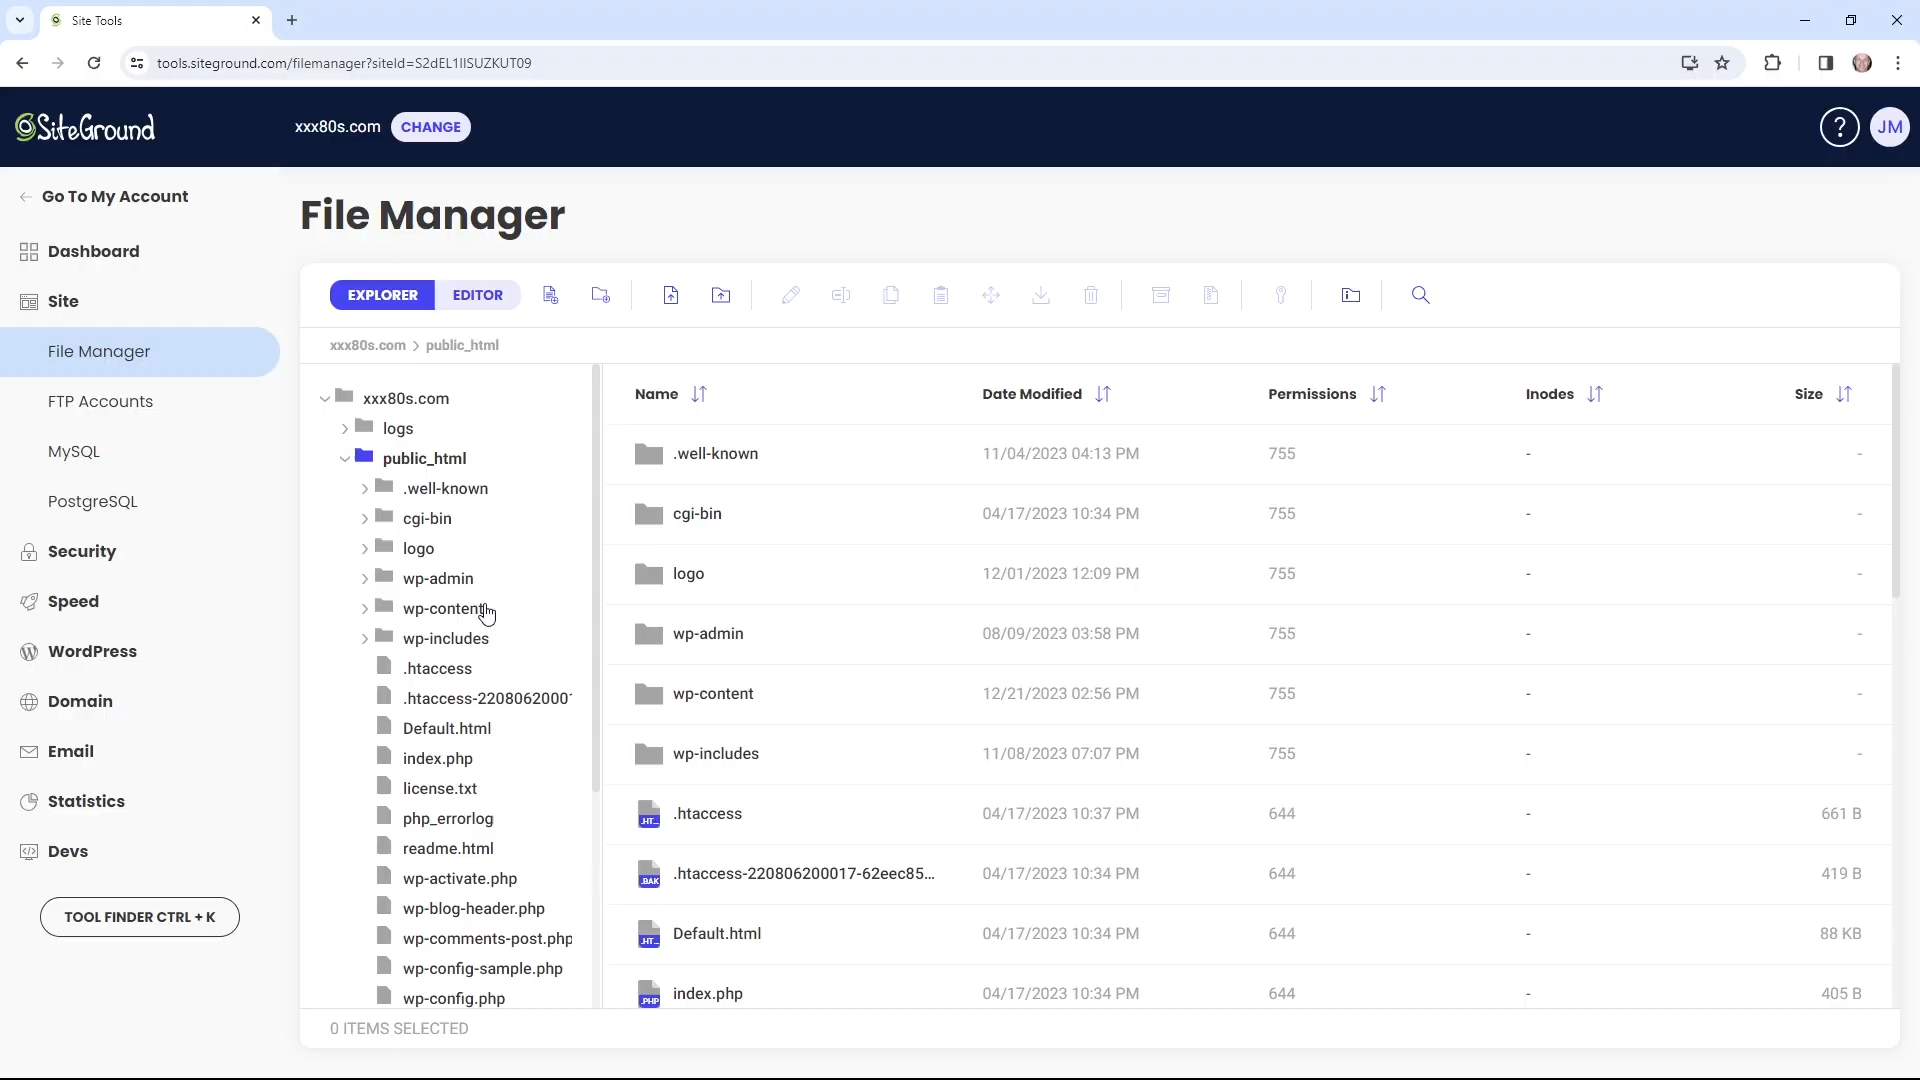 Site Tools
tools.siteground.com/filemanager?siteId=S2dEL1lISUZKUT09
SiteGround
xxx80s.com CHANGE
? JM
Go To My Account
File Manager
Dashboard
Site
File Manager
FTP Accounts
MySQL
PostgreSQL
Security
Speed
WordPress
Domain
Email
Statistics
Devs
TOOL FINDER CTRL + K
EXPLORER EDITOR
xxx80s.com > public_html
xxx80s.com
logs
public_html
.well-known
cgi-bin
logo
wp-admin
wp-content
wp-includes
.htaccess
.htaccess-2208062000
Default.html
index.php
license.txt
php_errorlog
readme.html
wp-activate.php
wp-blog-header.php
wp-comments-post.php
wp-config-sample.php
wp-config.php
Name Date Modified Permissions Inodes Size
.well-known 11/04/2023 04:13 PM 755 - -
cgi-bin 04/17/2023 10:34 PM 755 - -
logo 12/01/2023 12:09 PM 755 - -
wp-admin 08/09/2023 03:58 PM 755 - -
wp-content 12/21/2023 02:56 PM 755 - -
wp-includes 11/08/2023 07:07 PM 755 - -
.HT... .htaccess 04/17/2023 10:37 PM 644 - 661 B
.BAK .htaccess-220806200017-62eec85... 04/17/2023 10:34 PM 644 - 419 B
.HT... Default.html 04/17/2023 10:34 PM 644 - 88 KB
.PHP index.php 04/17/2023 10:34 PM 644 - 405 B
0 ITEMS SELECTED